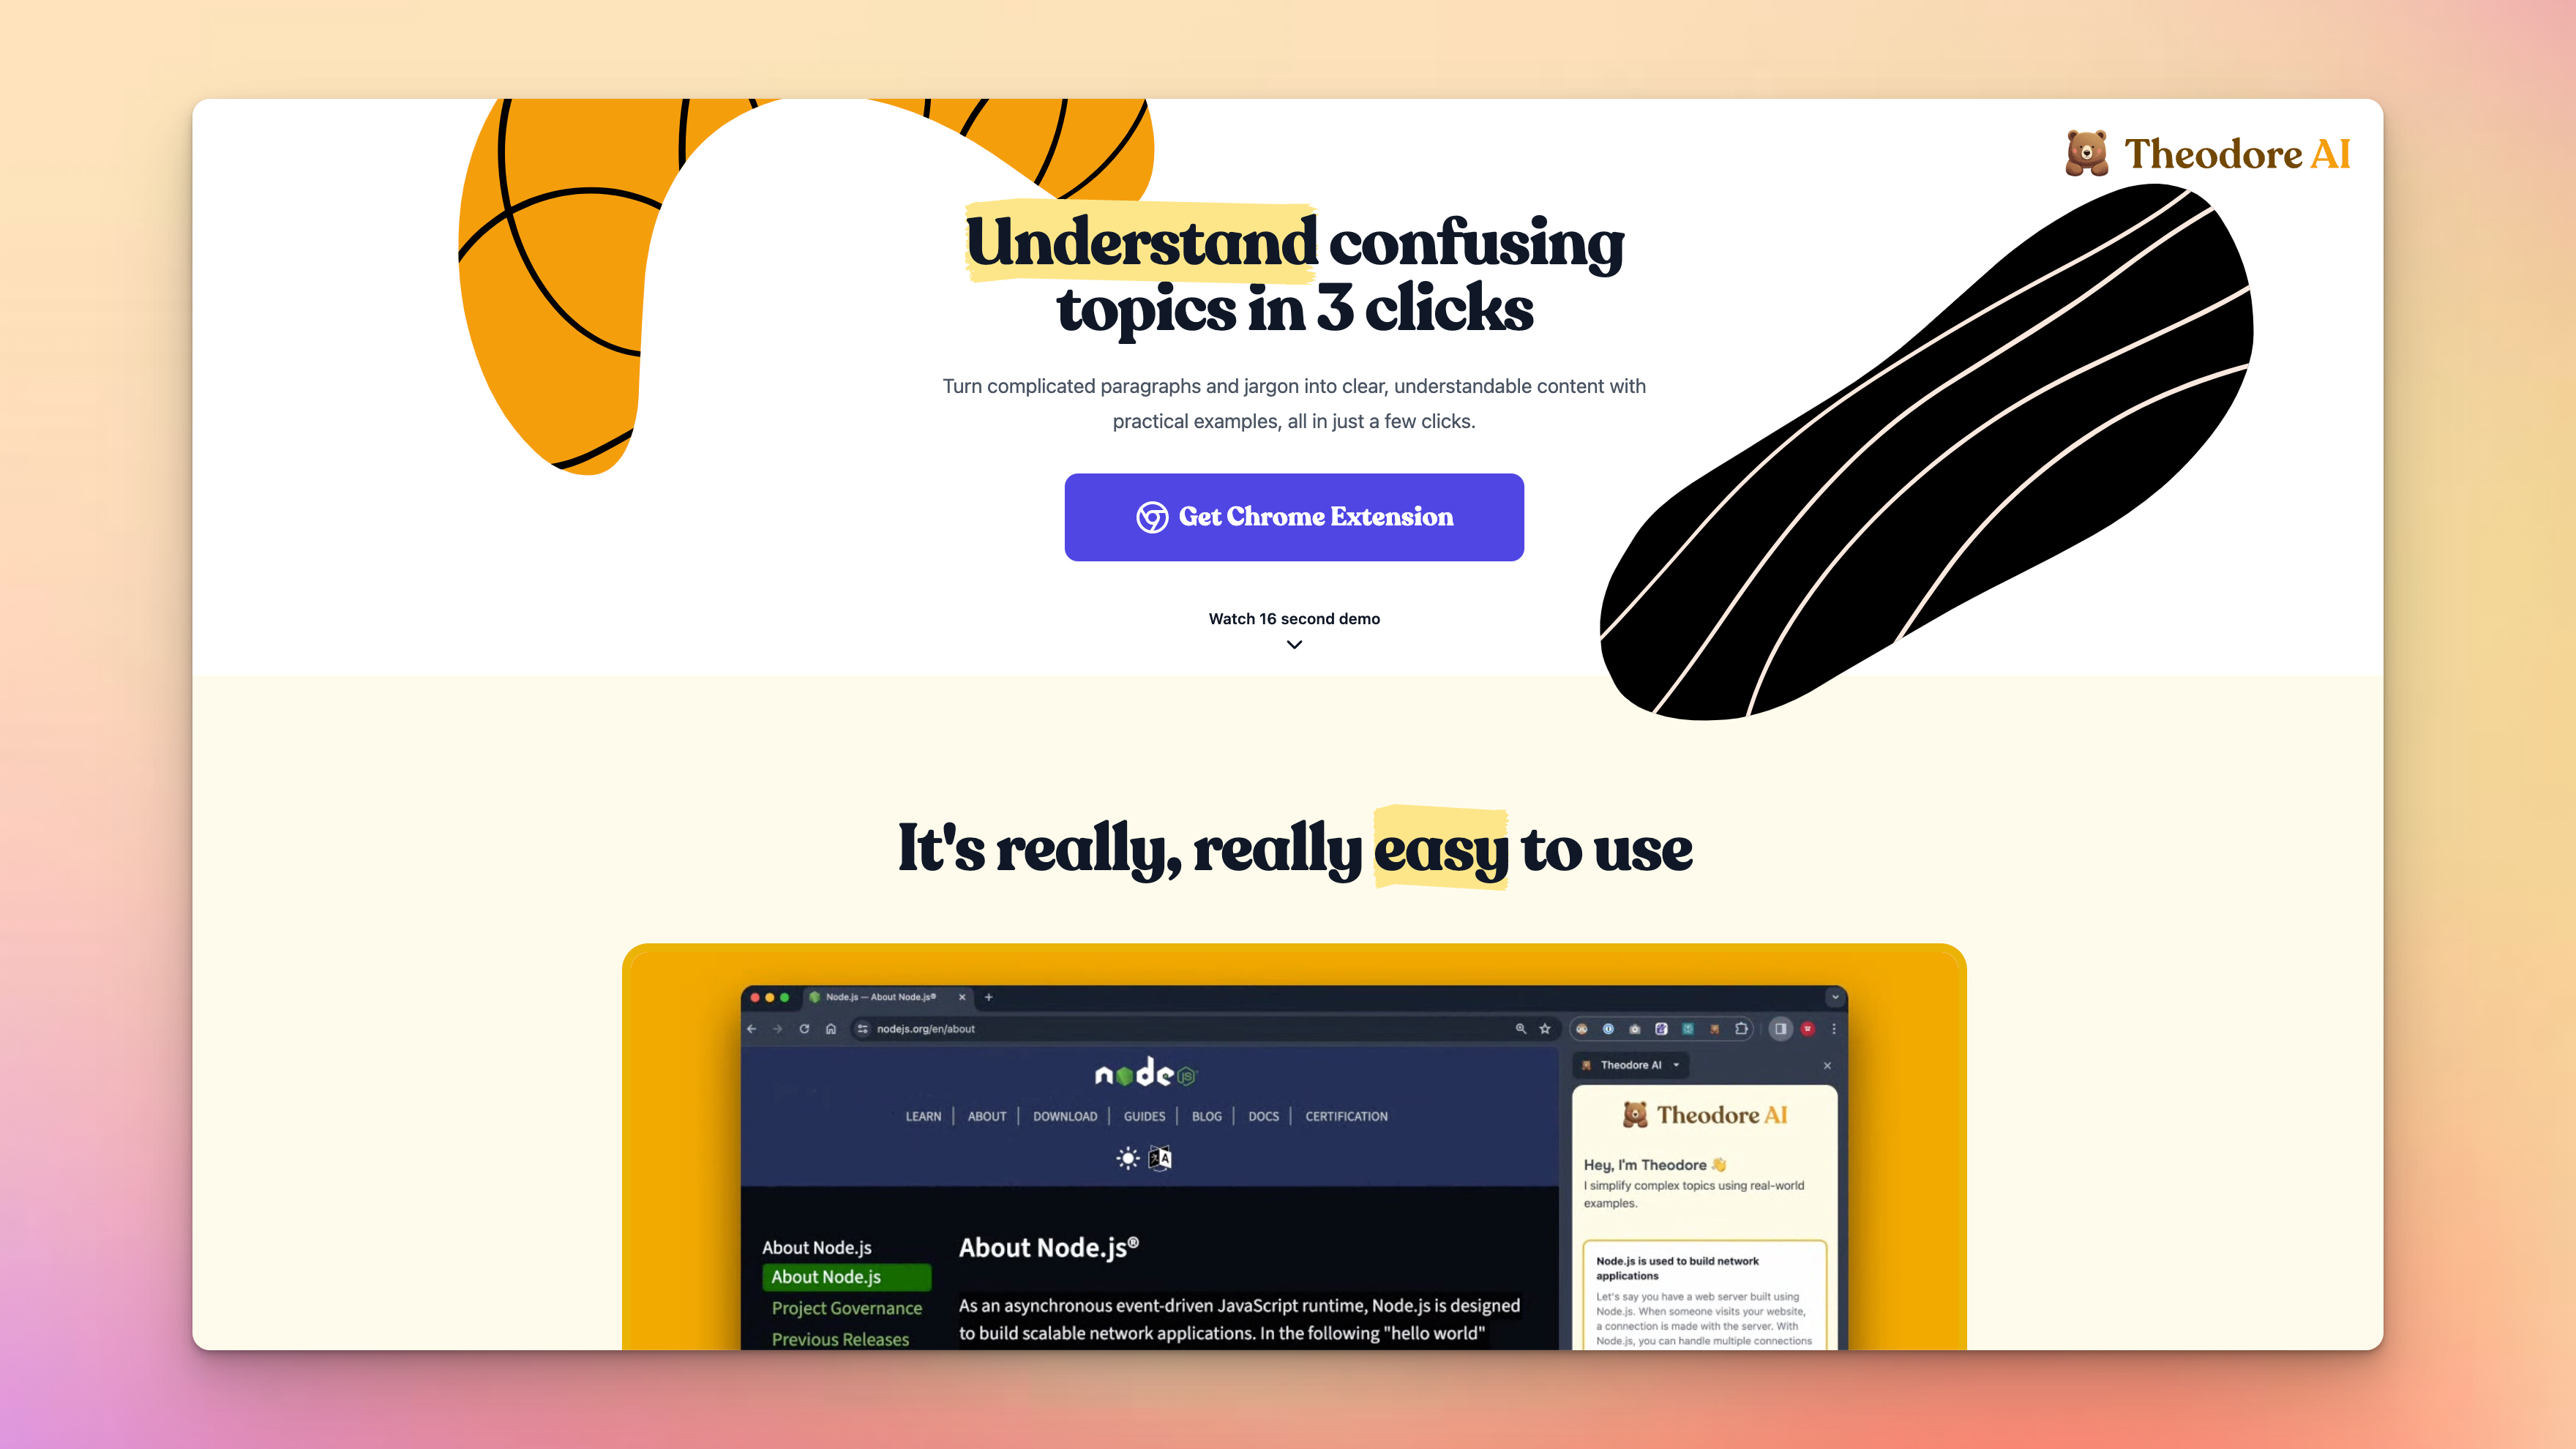 Theodore AI
Understand confusing
topics in 3 clicks
Turn complicated paragraphs and jargon into clear, understandable content with
practical examples, all in just a few clicks.
Get Chrome Extension
Watch 16 second demo
It's really, really easy to use
Node.js — About Node.js®
nodejs.org/en/about
node JS
LEARN ABOUT DOWNLOAD GUIDES BLOG DOCS CERTIFICATION
About Node.js
About Node.js
Project Governance
Previous Releases
About Node.js®
As an asynchronous event-driven JavaScript runtime, Node.js is designed
to build scalable network applications. In the following "hello world"
Theodore AI
Theodore AI
Hey, I'm Theodore 👋
I simplify complex topics using real-world
examples.
Node.js is used to build network
applications
Let's say you have a web server built using
Node.js. When someone visits your website,
a connection is made with the server. With
Node.js, you can handle multiple connections